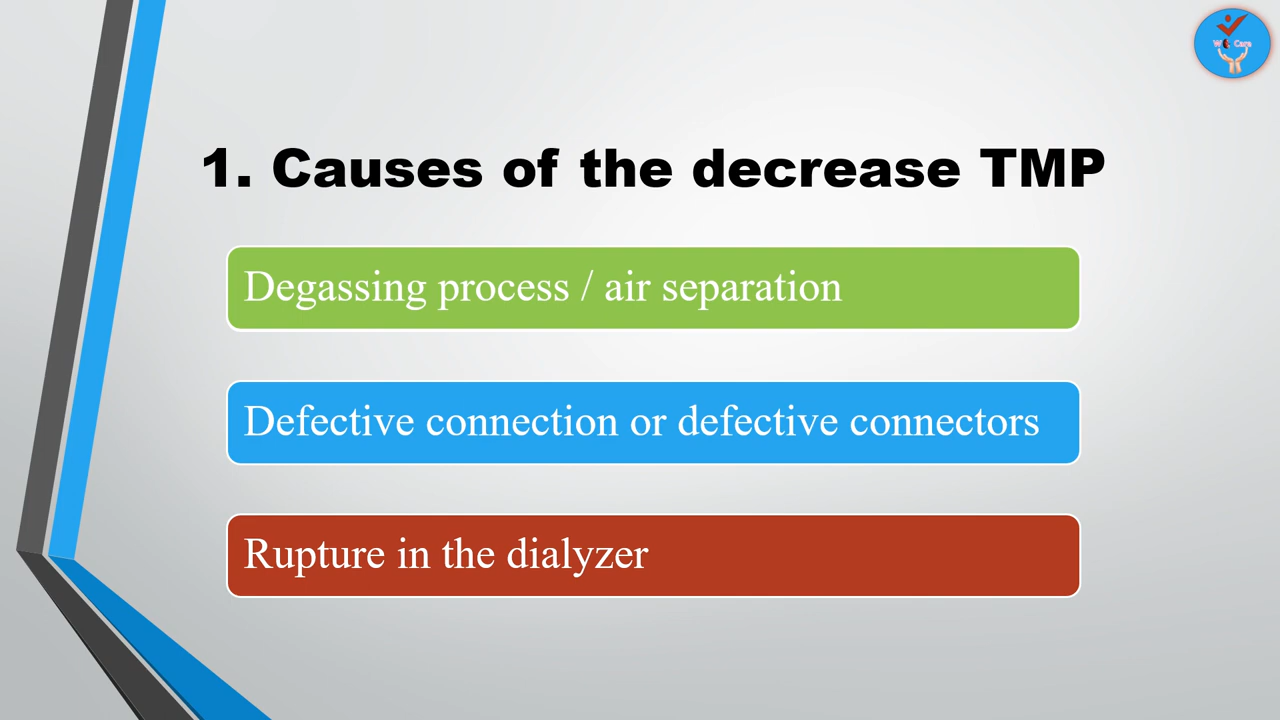 1. Causes of the decrease TMP
Degassing process / air separation
Defective connection or defective connectors
Rupture in the dialyzer